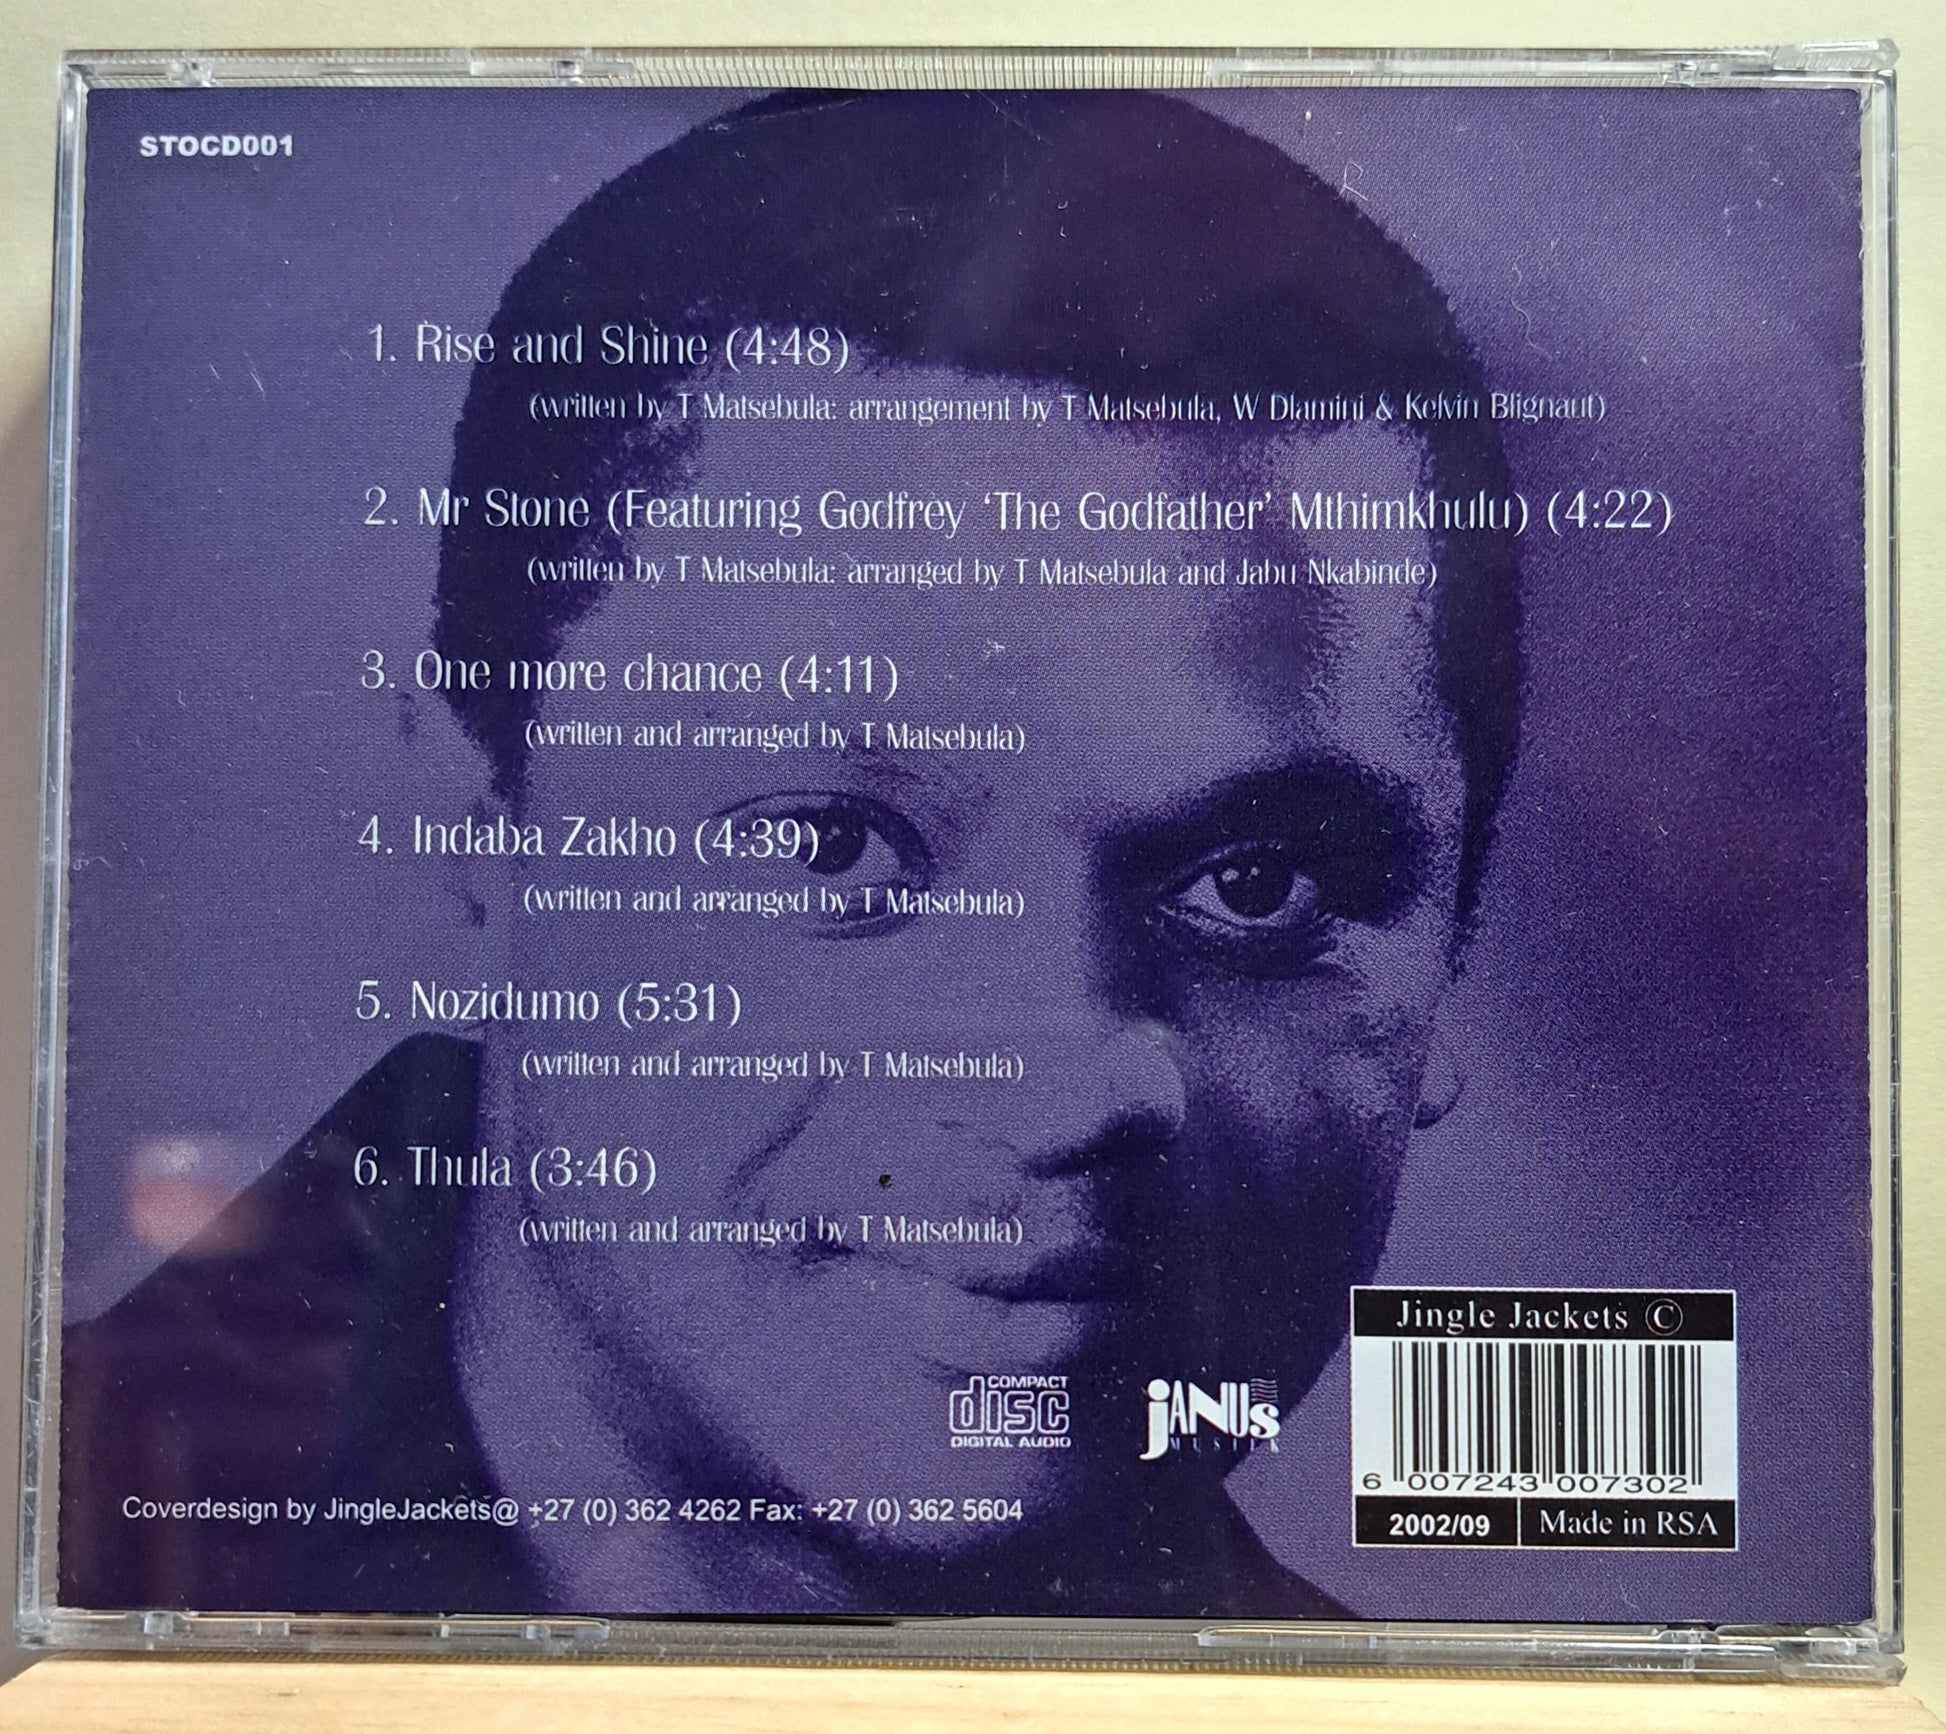 STOCD001
1. Rise and Shine (4:48)
(written by T Matsebula: arrangement by T Matsebula, W Dlamini & Kelvin Blignaut)
2. Mr Stone (Featuring Godfrey ‘The Godfather’ Mthimkhulu) (4:22)
(written by T Matsebula: arranged by T Matsebula and Jabu Nkabinde)
3. One more chance (4:11)
(written and arranged by T Matsebula)
4. Indaba Zakho (4:39)
(written and arranged by T Matsebula)
5. Nozidumo (5:31)
(written and arranged by T Matsebula)
6. Thula (3:46)
(written and arranged by T Matsebula)
COMPACT
disc
DIGITAL AUDIO
JANUS
MUSIEK
Coverdesign by JingleJackets@ +27 (0) 362 4262 Fax: +27 (0) 362 5604
Jingle Jackets ©
6 007243 007302
2002/09 Made in RSA